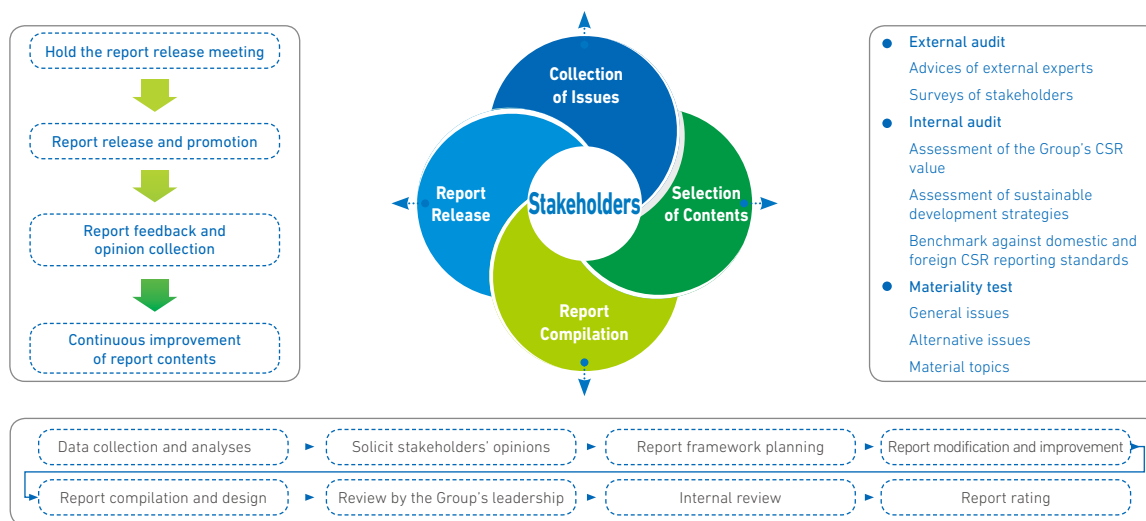 Hold the report release meeting
Report release and promotion
Report feedback and
opinion collection
Continuous improvement
of report contents
Collection
of Issues
Report
Release
Stakeholders
Selection
of Contents
Report
Compilation
External audit
Advices of external experts
Surveys of stakeholders
Internal audit
Assessment of the Group's CSR
value
Assessment of sustainable
development strategies
Benchmark against domestic and
foreign CSR reporting standards
Materiality test
General issues
Alternative issues
Material topics
Data collection and analyses
Solicit stakeholders' opinions
Report framework planning
Report modification and improvement
Report compilation and design
Review by the Group's leadership
Internal review
Report rating